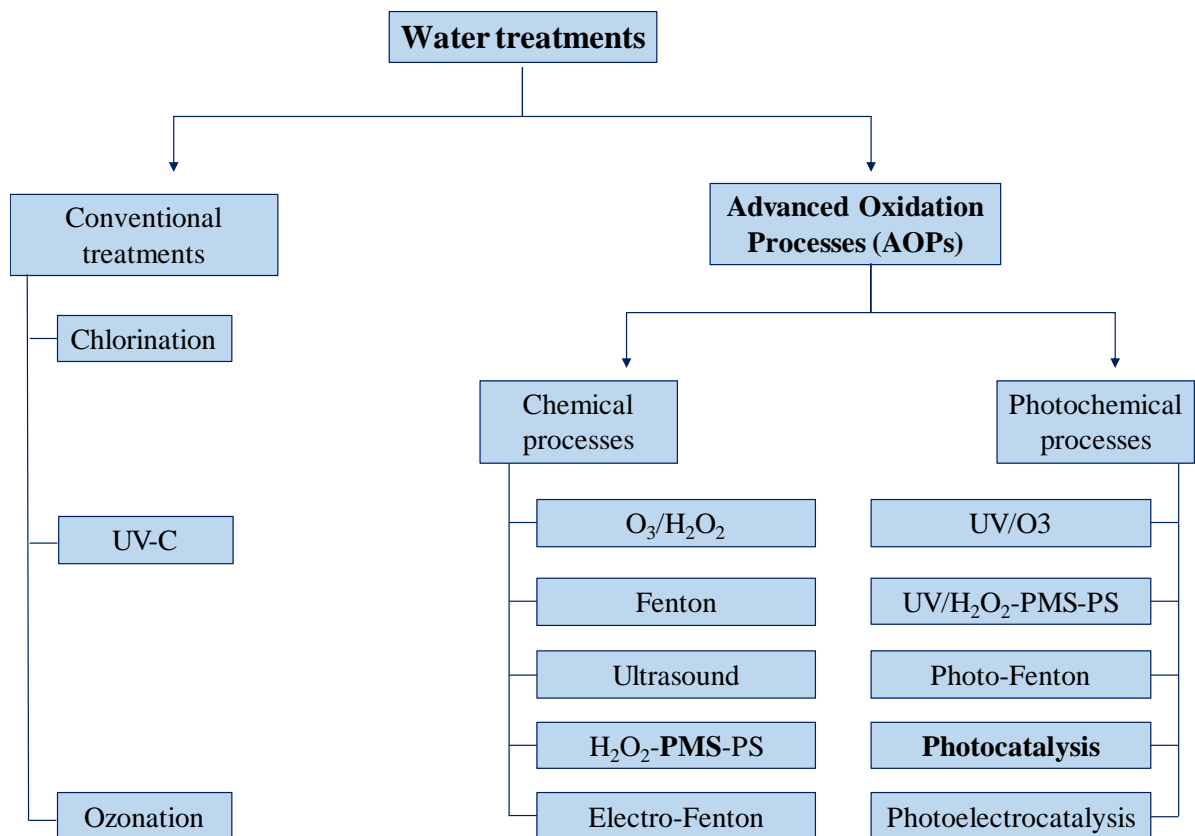 Water treatments
Conventional
treatments
Advanced Oxidation
Processes (AOPs)
Chlorination
UV-C
Ozonation
Chemical
processes
O₃/H₂O₂
Fenton
Ultrasound
H₂O₂-PMS-PS
Electro-Fenton
Photochemical
processes
UV/O3
UV/H₂O₂-PMS-PS
Photo-Fenton
Photocatalysis
Photoelectrocatalysis